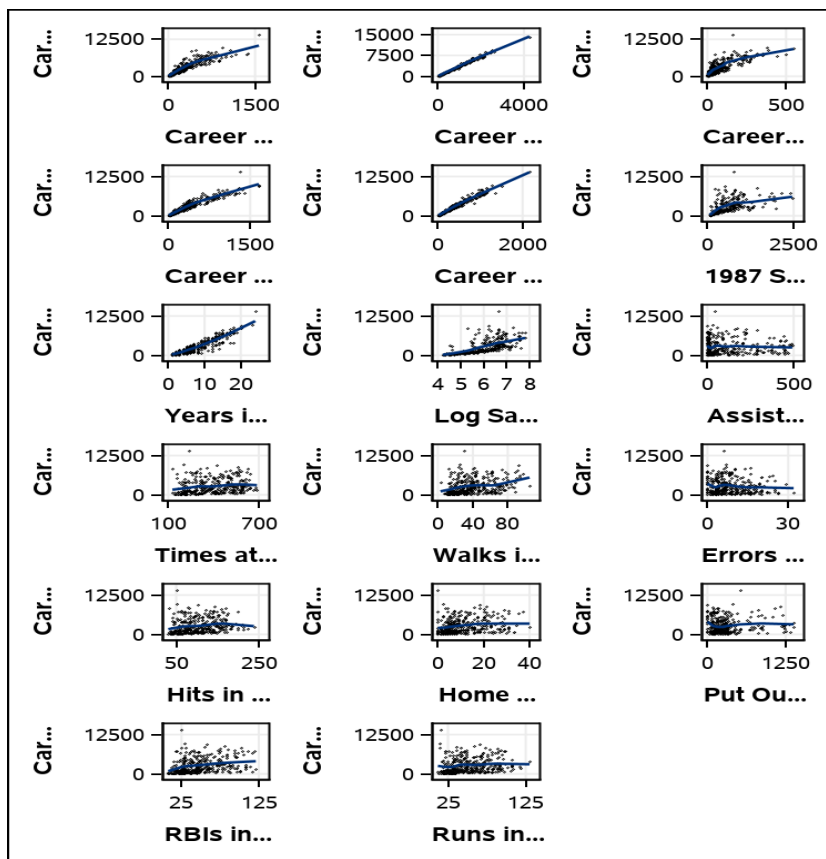 Car... 12500 0
0 1500
Career ...
Car... 15000 7500 0
0 4000
Career ...
Car... 12500 0
0 500
Career...
Car... 12500 0
0 1500
Career ...
Car... 12500 0
0 2000
Career ...
Car... 12500 0
0 2500
1987 S...
Car... 12500 0
0 10 20
Years i...
Car... 12500 0
4 5 6 7 8
Log Sa...
Car... 12500 0
0 500
Assist...
Car... 12500 0
100 700
Times at...
Car... 12500 0
0 40 80
Walks i...
Car... 12500 0
0 30
Errors ...
Car... 12500 0
50 250
Hits in ...
Car... 12500 0
0 20 40
Home ...
Car... 12500 0
0 1250
Put Ou...
Car... 12500 0
25 125
RBIs in...
Car... 12500 0
25 125
Runs in...